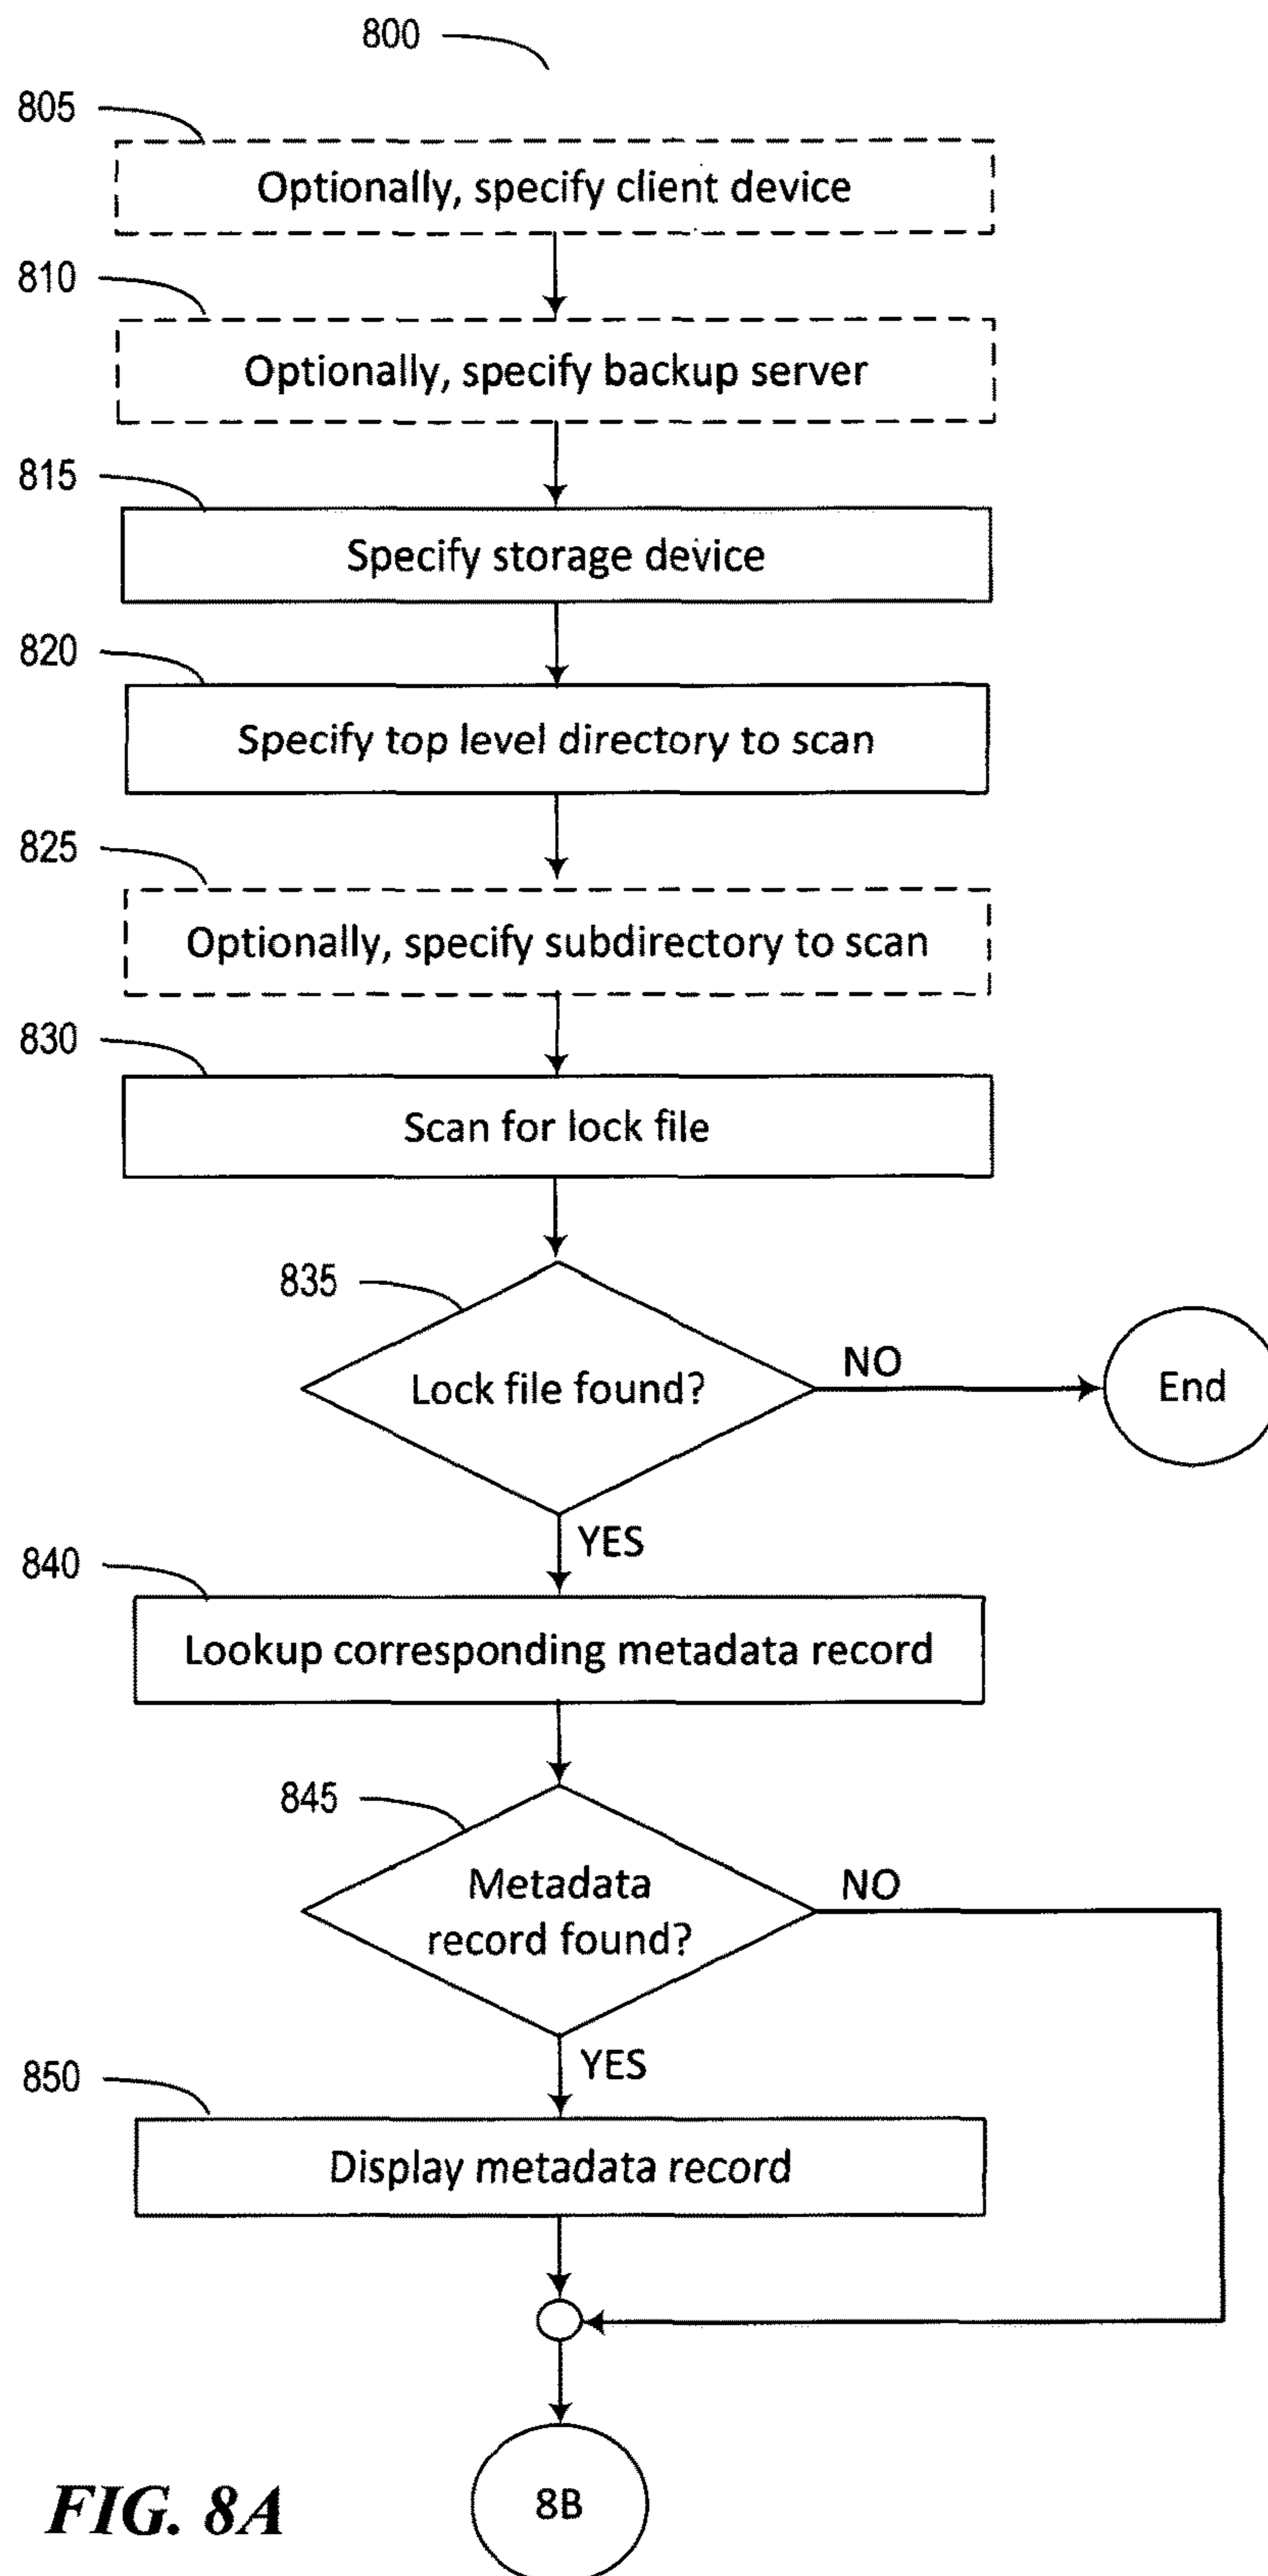 800
805
Optionally, specify client device
810
Optionally, specify backup server
815
Specify storage device
820
Specify top level directory to scan
825
Optionally, specify subdirectory to scan
830
Scan for lock file
835
Lock file found?
NO
End
YES
840
Lookup corresponding metadata record
845
Metadata
record found?
NO
YES
850
Display metadata record
8B
FIG. 8A